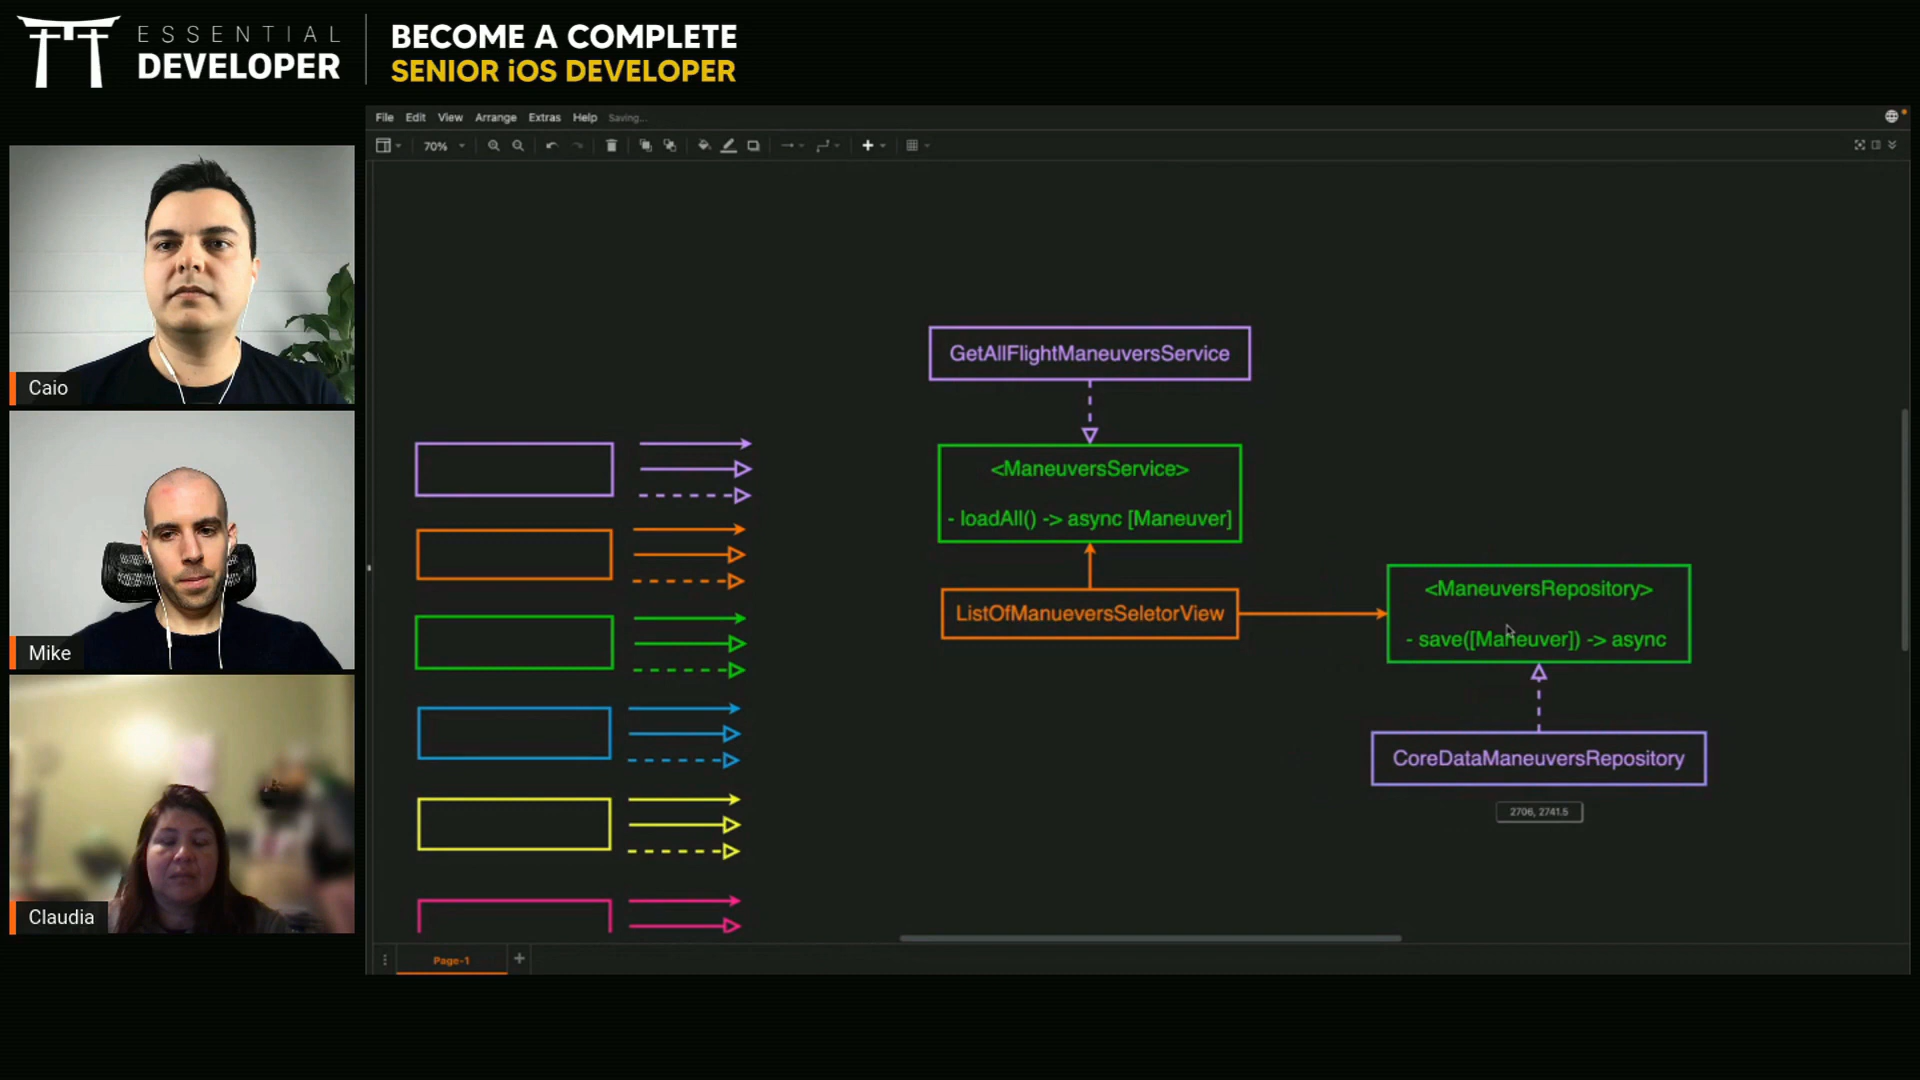 ESSENTIAL
DEVELOPER
BECOME A COMPLETE
SENIOR iOS DEVELOPER
File Edit View Arrange Extras Help Saving...
70%
Caio
Mike
Claudia
GetAllFlightManeuversService
<ManeuversService>
- loadAll() -> async [Maneuver]
ListOfManueversSeletorView
<ManeuversRepository>
- save([Maneuver]) -> async
CoreDataManeuversRepository
2706, 2741.5
Page-1